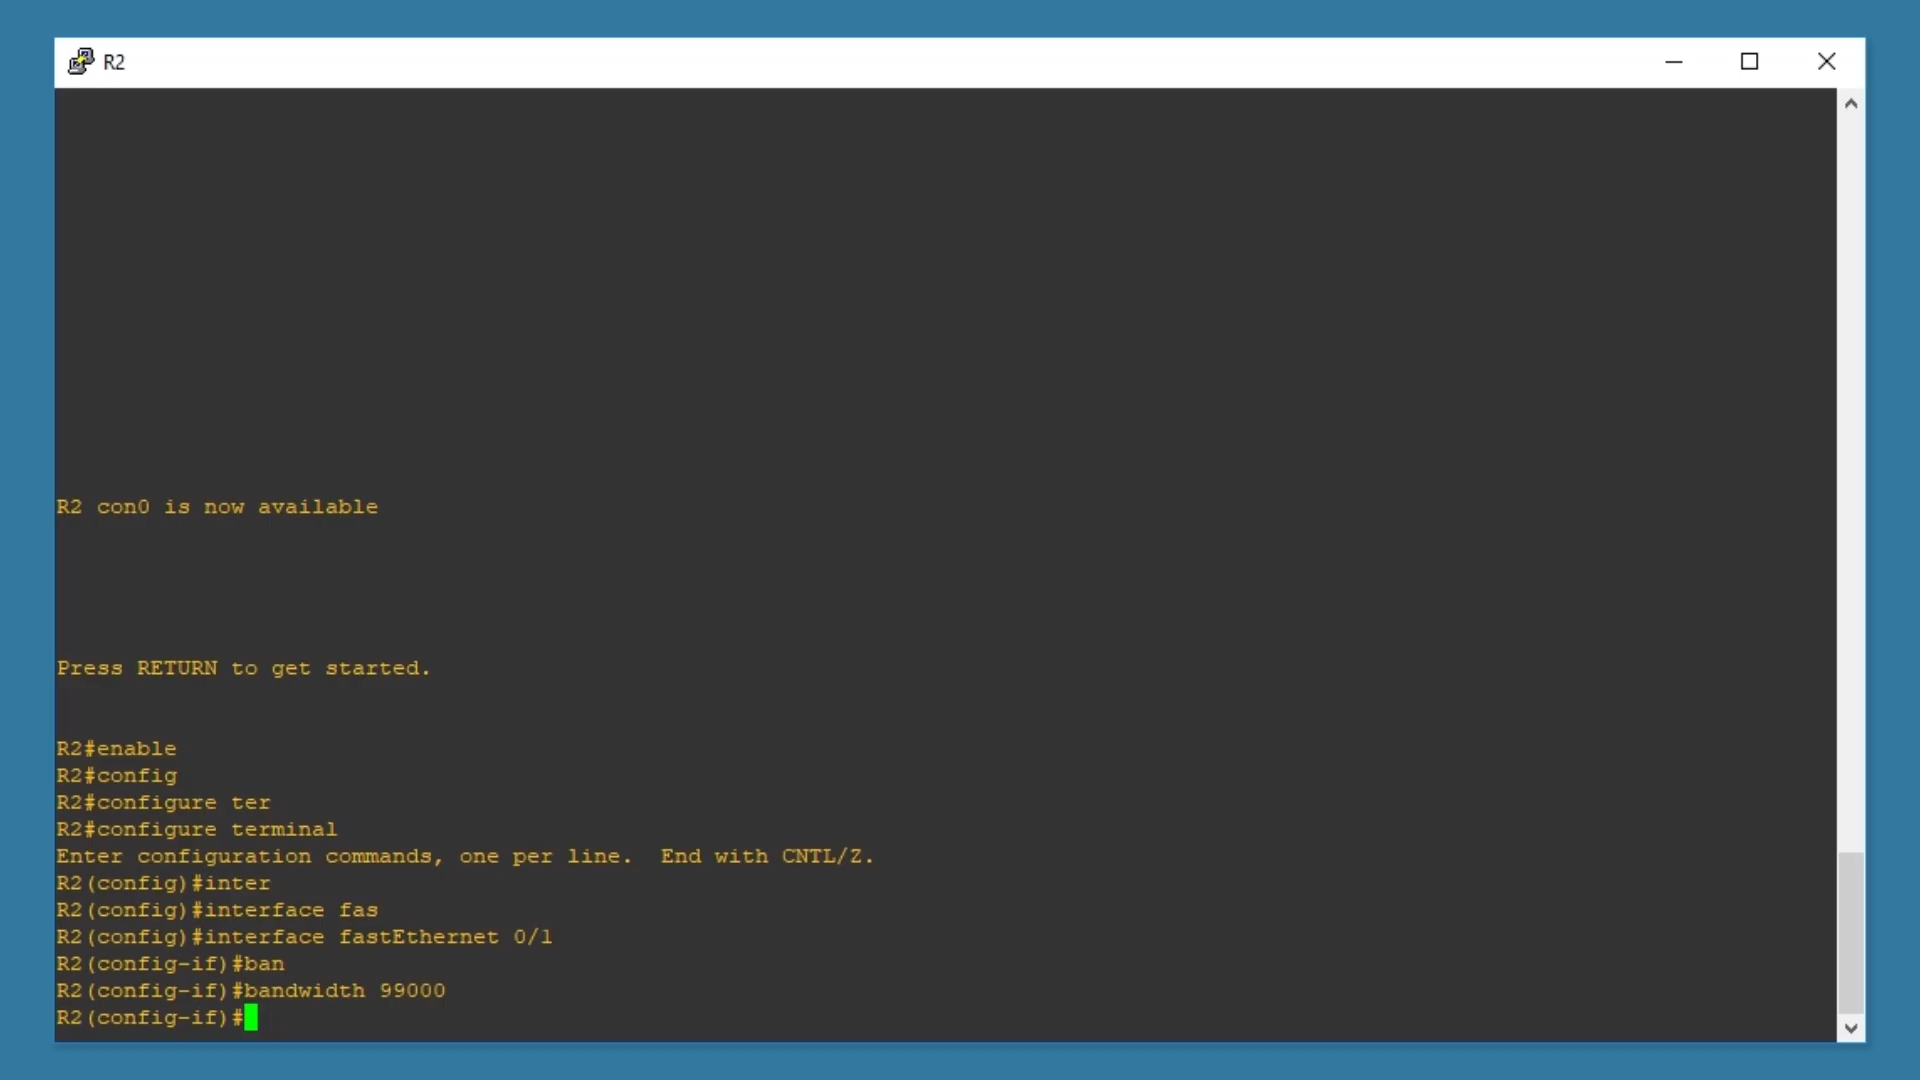 R2
R2 con0 is now available
Press RETURN to get started.
R2#enable
R2#config
R2#configure ter
R2#configure terminal
Enter configuration commands, one per line.  End with CNTL/Z.
R2(config)#inter
R2(config)#interface fas
R2(config)#interface fastEthernet 0/1
R2(config-if)#ban
R2(config-if)#bandwidth 99000
R2(config-if)#